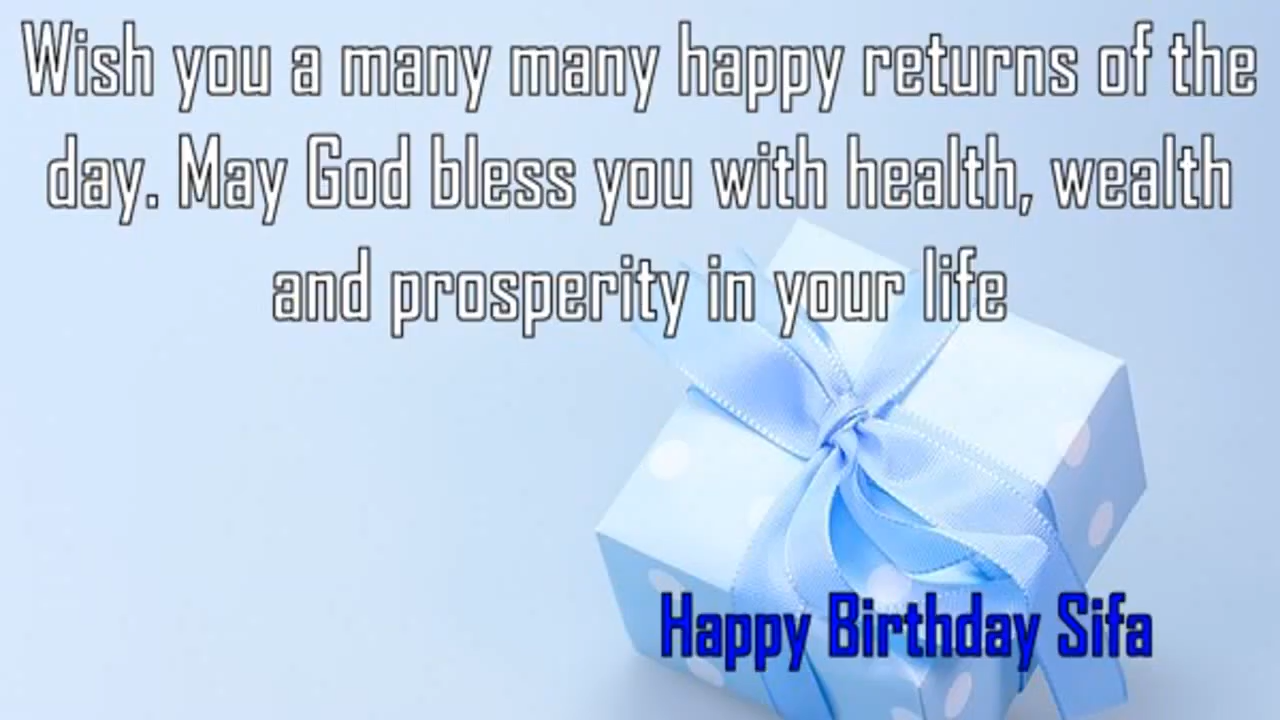 Wish you a many many happy returns of the
day. May God bless you with health, wealth
and prosperity in your life
Happy Birthday Sifa